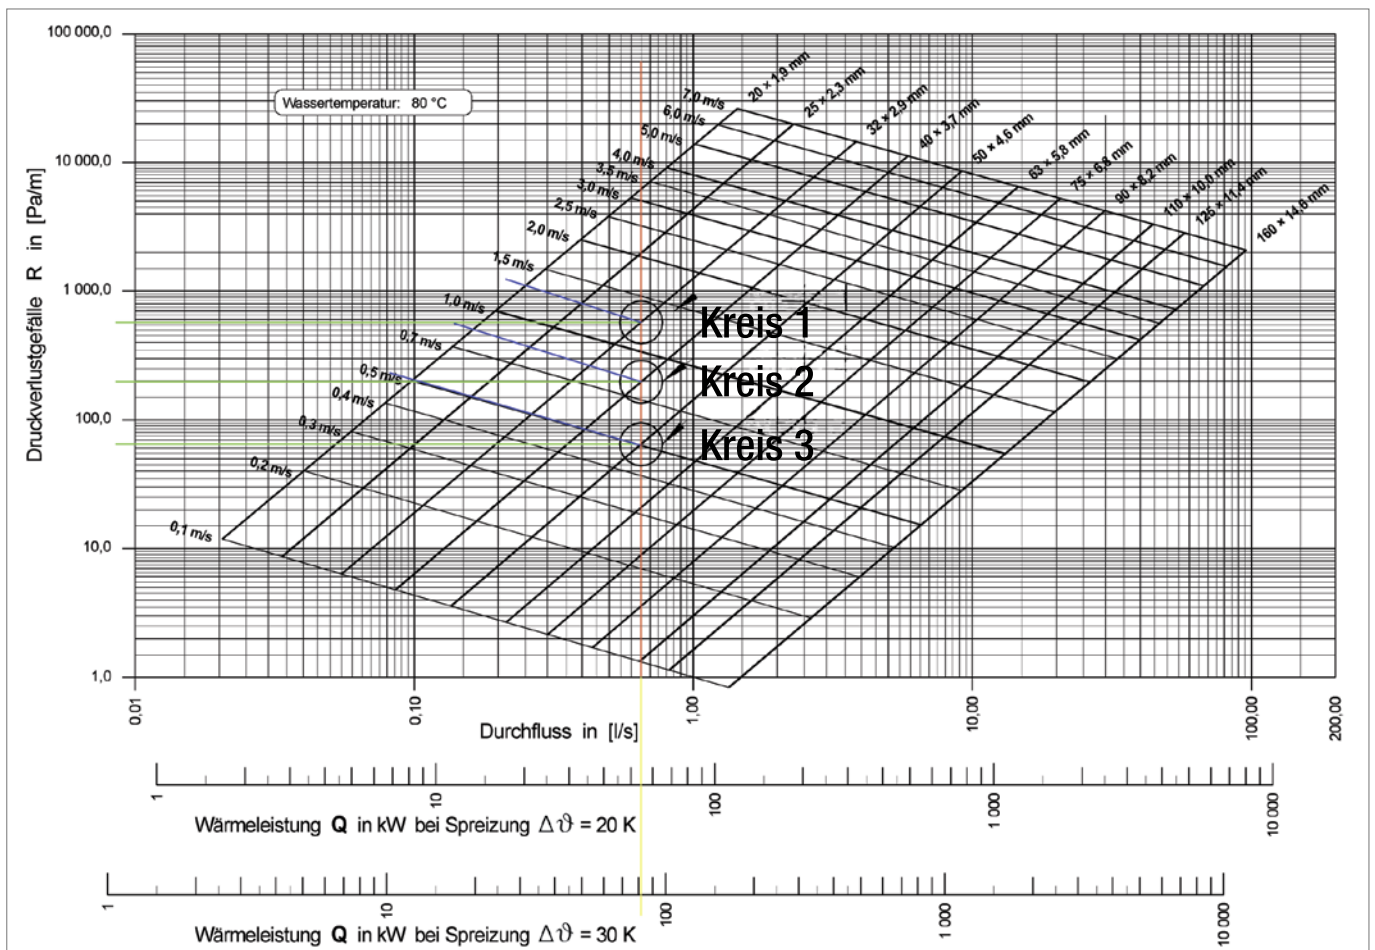 100 000,0
10 000,0
1 000,0
100,0
10,0
1,0
Druckverlustgefälle R in [Pa/m]
Wassertemperatur: 80 °C
7,0 m/s
6,0 m/s
5,0 m/s
4,0 m/s
3,5 m/s
3,0 m/s
2,5 m/s
2,0 m/s
1,5 m/s
1,0 m/s
0,7 m/s
0,5 m/s
0,4 m/s
0,3 m/s
0,2 m/s
0,1 m/s
20 × 1,9 mm
25 × 2,3 mm
32 × 2,9 mm
40 × 3,7 mm
50 × 4,6 mm
63 × 5,8 mm
75 × 6,8 mm
90 × 8,2 mm
110 × 10,0 mm
125 × 11,4 mm
160 × 14,6 mm
Kreis 1
Kreis 2
Kreis 3
0,01
0,10
1,00
10,00
100,00
200,00
Durchfluss in [l/s]
1
10
100
1 000
10 000
Wärmeleistung Q in kW bei Spreizung Δϑ = 20 K
1
10
100
1 000
10 000
Wärmeleistung Q in kW bei Spreizung Δϑ = 30 K